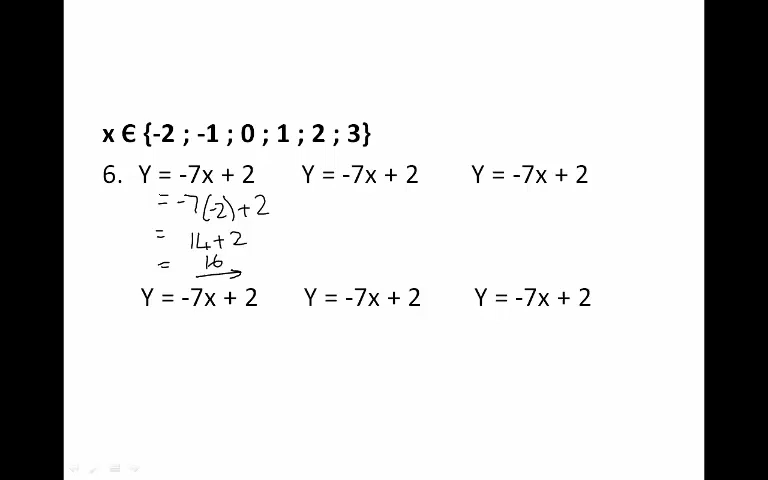 x Є {-2 ; -1 ; 0 ; 1 ; 2 ; 3}
6. Y = -7x + 2 Y = -7x + 2 Y = -7x + 2
= -7(-2)+2
= 14+2
= 16
Y = -7x + 2 Y = -7x + 2 Y = -7x + 2